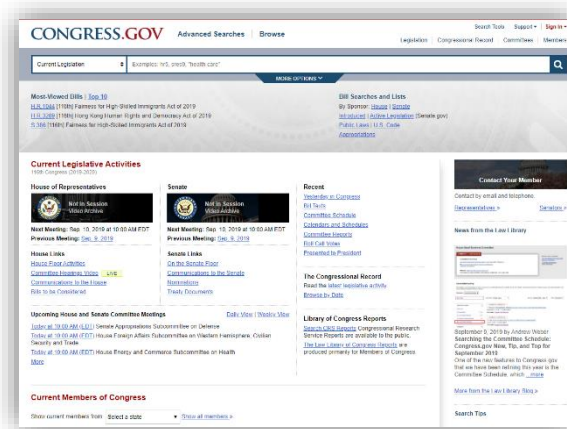 CONGRESS.GOV
Advanced Searches | Browse
Search Tools Support Sign In
Legislation | Congressional Record | Committees | Members
Current Legislation
Examples: hr5, sres9, "health care"
MORE OPTIONS
Most-Viewed Bills | Top 10
H.R.1044 [116th] Fairness for High-Skilled Immigrants Act of 2019
H.R.3289 [116th] Hong Kong Human Rights and Democracy Act of 2019
S.386 [116th] Fairness for High-Skilled Immigrants Act of 2019
Bill Searches and Lists
By Sponsor: House | Senate
Introduced | Active Legislation (Senate.gov)
Public Laws | U.S. Code
Appropriations
Current Legislative Activities
116th Congress (2019-2020)
House of Representatives
Not in Session
Video Archive
Next Meeting: Sep. 10, 2019 at 10:00 AM EDT
Previous Meeting: Sep. 9, 2019
House Links
House Floor Activities
Committee Hearings Video LIVE
Communications to the House
Bills to be Considered
Senate
Not in Session
Video Archive
Next Meeting: Sep. 10, 2019 at 10:00 AM EDT
Previous Meeting: Sep. 9, 2019
Senate Links
On the Senate Floor
Communications to the Senate
Nominations
Treaty Documents
Upcoming House and Senate Committee Meetings
Daily View | Weekly View
Today at 10:00 AM (EDT) Senate Appropriations Subcommittee on Defense
Today at 10:00 AM (EDT) House Foreign Affairs Subcommittee on Western Hemisphere, Civilian
Security and Trade
Today at 10:00 AM (EDT) House Energy and Commerce Subcommittee on Health
More
Recent
Yesterday in Congress
Bill Texts
Committee Schedule
Calendars and Schedules
Committee Reports
Roll Call Votes
Presented to President
The Congressional Record
Read the latest legislative activity.
Browse by Date
Library of Congress Reports
Search CRS Reports Congressional Research
Service Reports are available to the public.
The Law Library of Congress Reports are
produced primarily for Members of Congress.
Contact Your Member
Contact by email and telephone.
Representatives » Senators »
News from the Law Library
September 9, 2019 by Andrew Weber
Searching the Committee Schedule:
Congress.gov New, Tip, and Top for
September 2019
One of the new features to Congress.gov
that we have been refining this year is the
Committee Schedule, which ...more
More from the Law Library Blog »
Search Tips
Current Members of Congress
Show current members from Select a state Show all members »